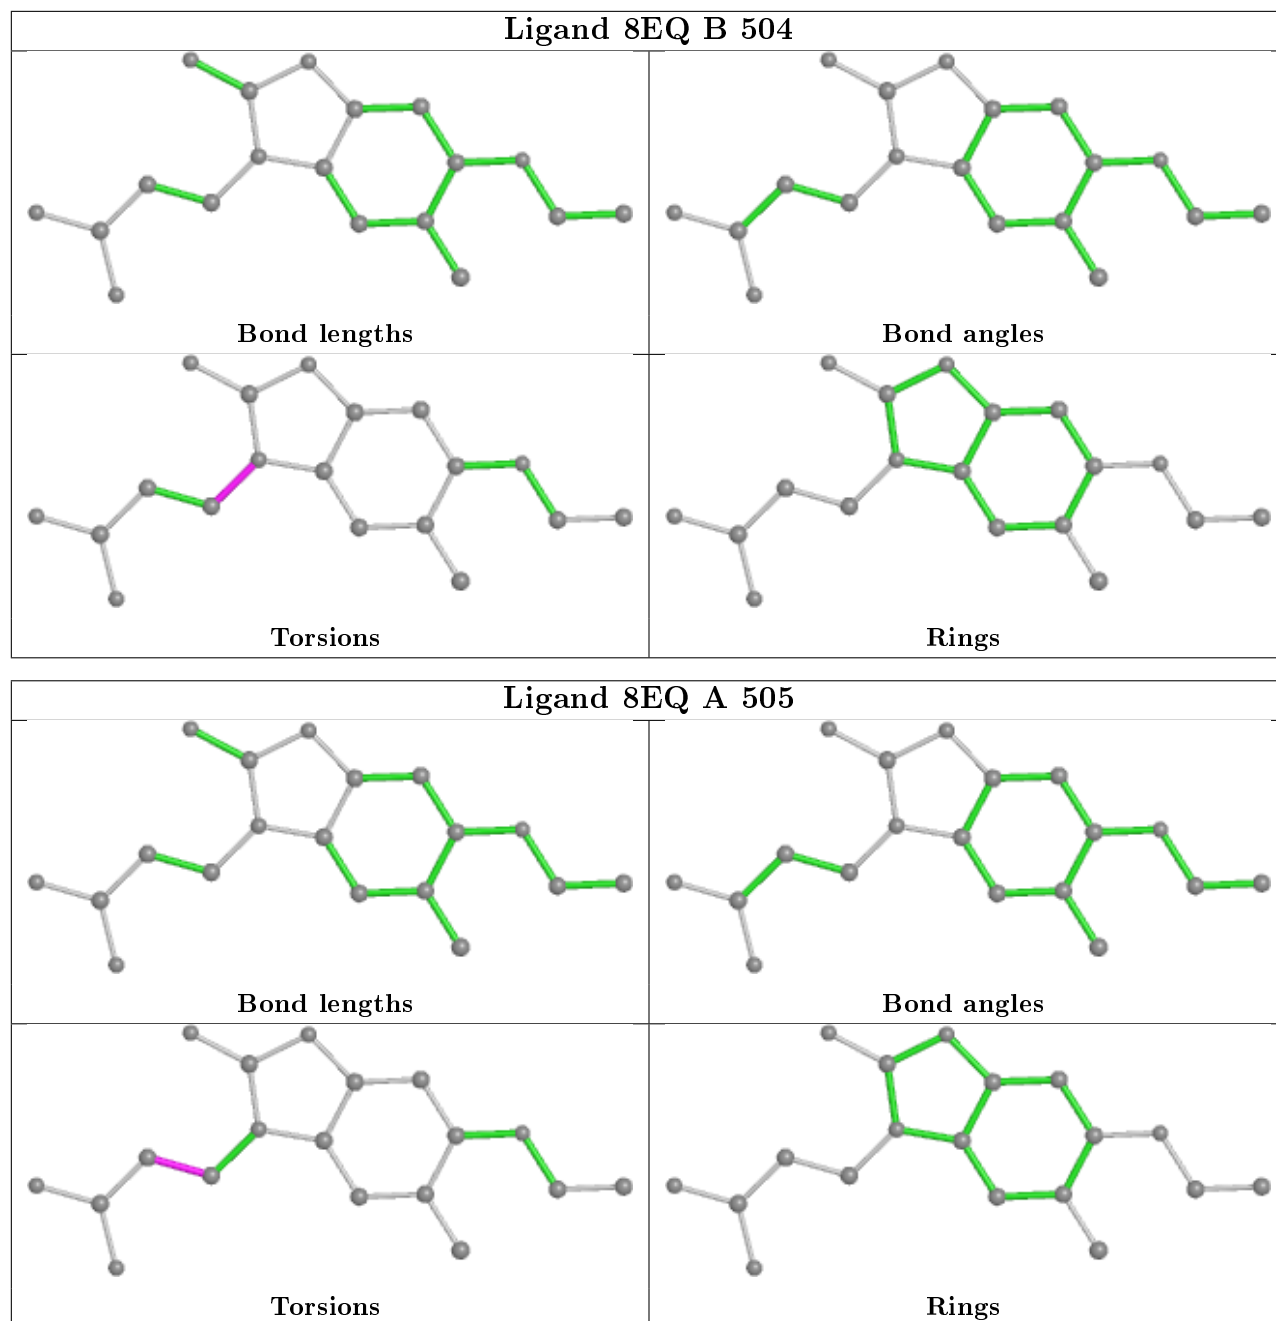 Ligand 8EQ B 504
Bond lengths
Bond angles
Torsions
Rings
Ligand 8EQ A 505
Bond lengths
Bond angles
Torsions
Rings